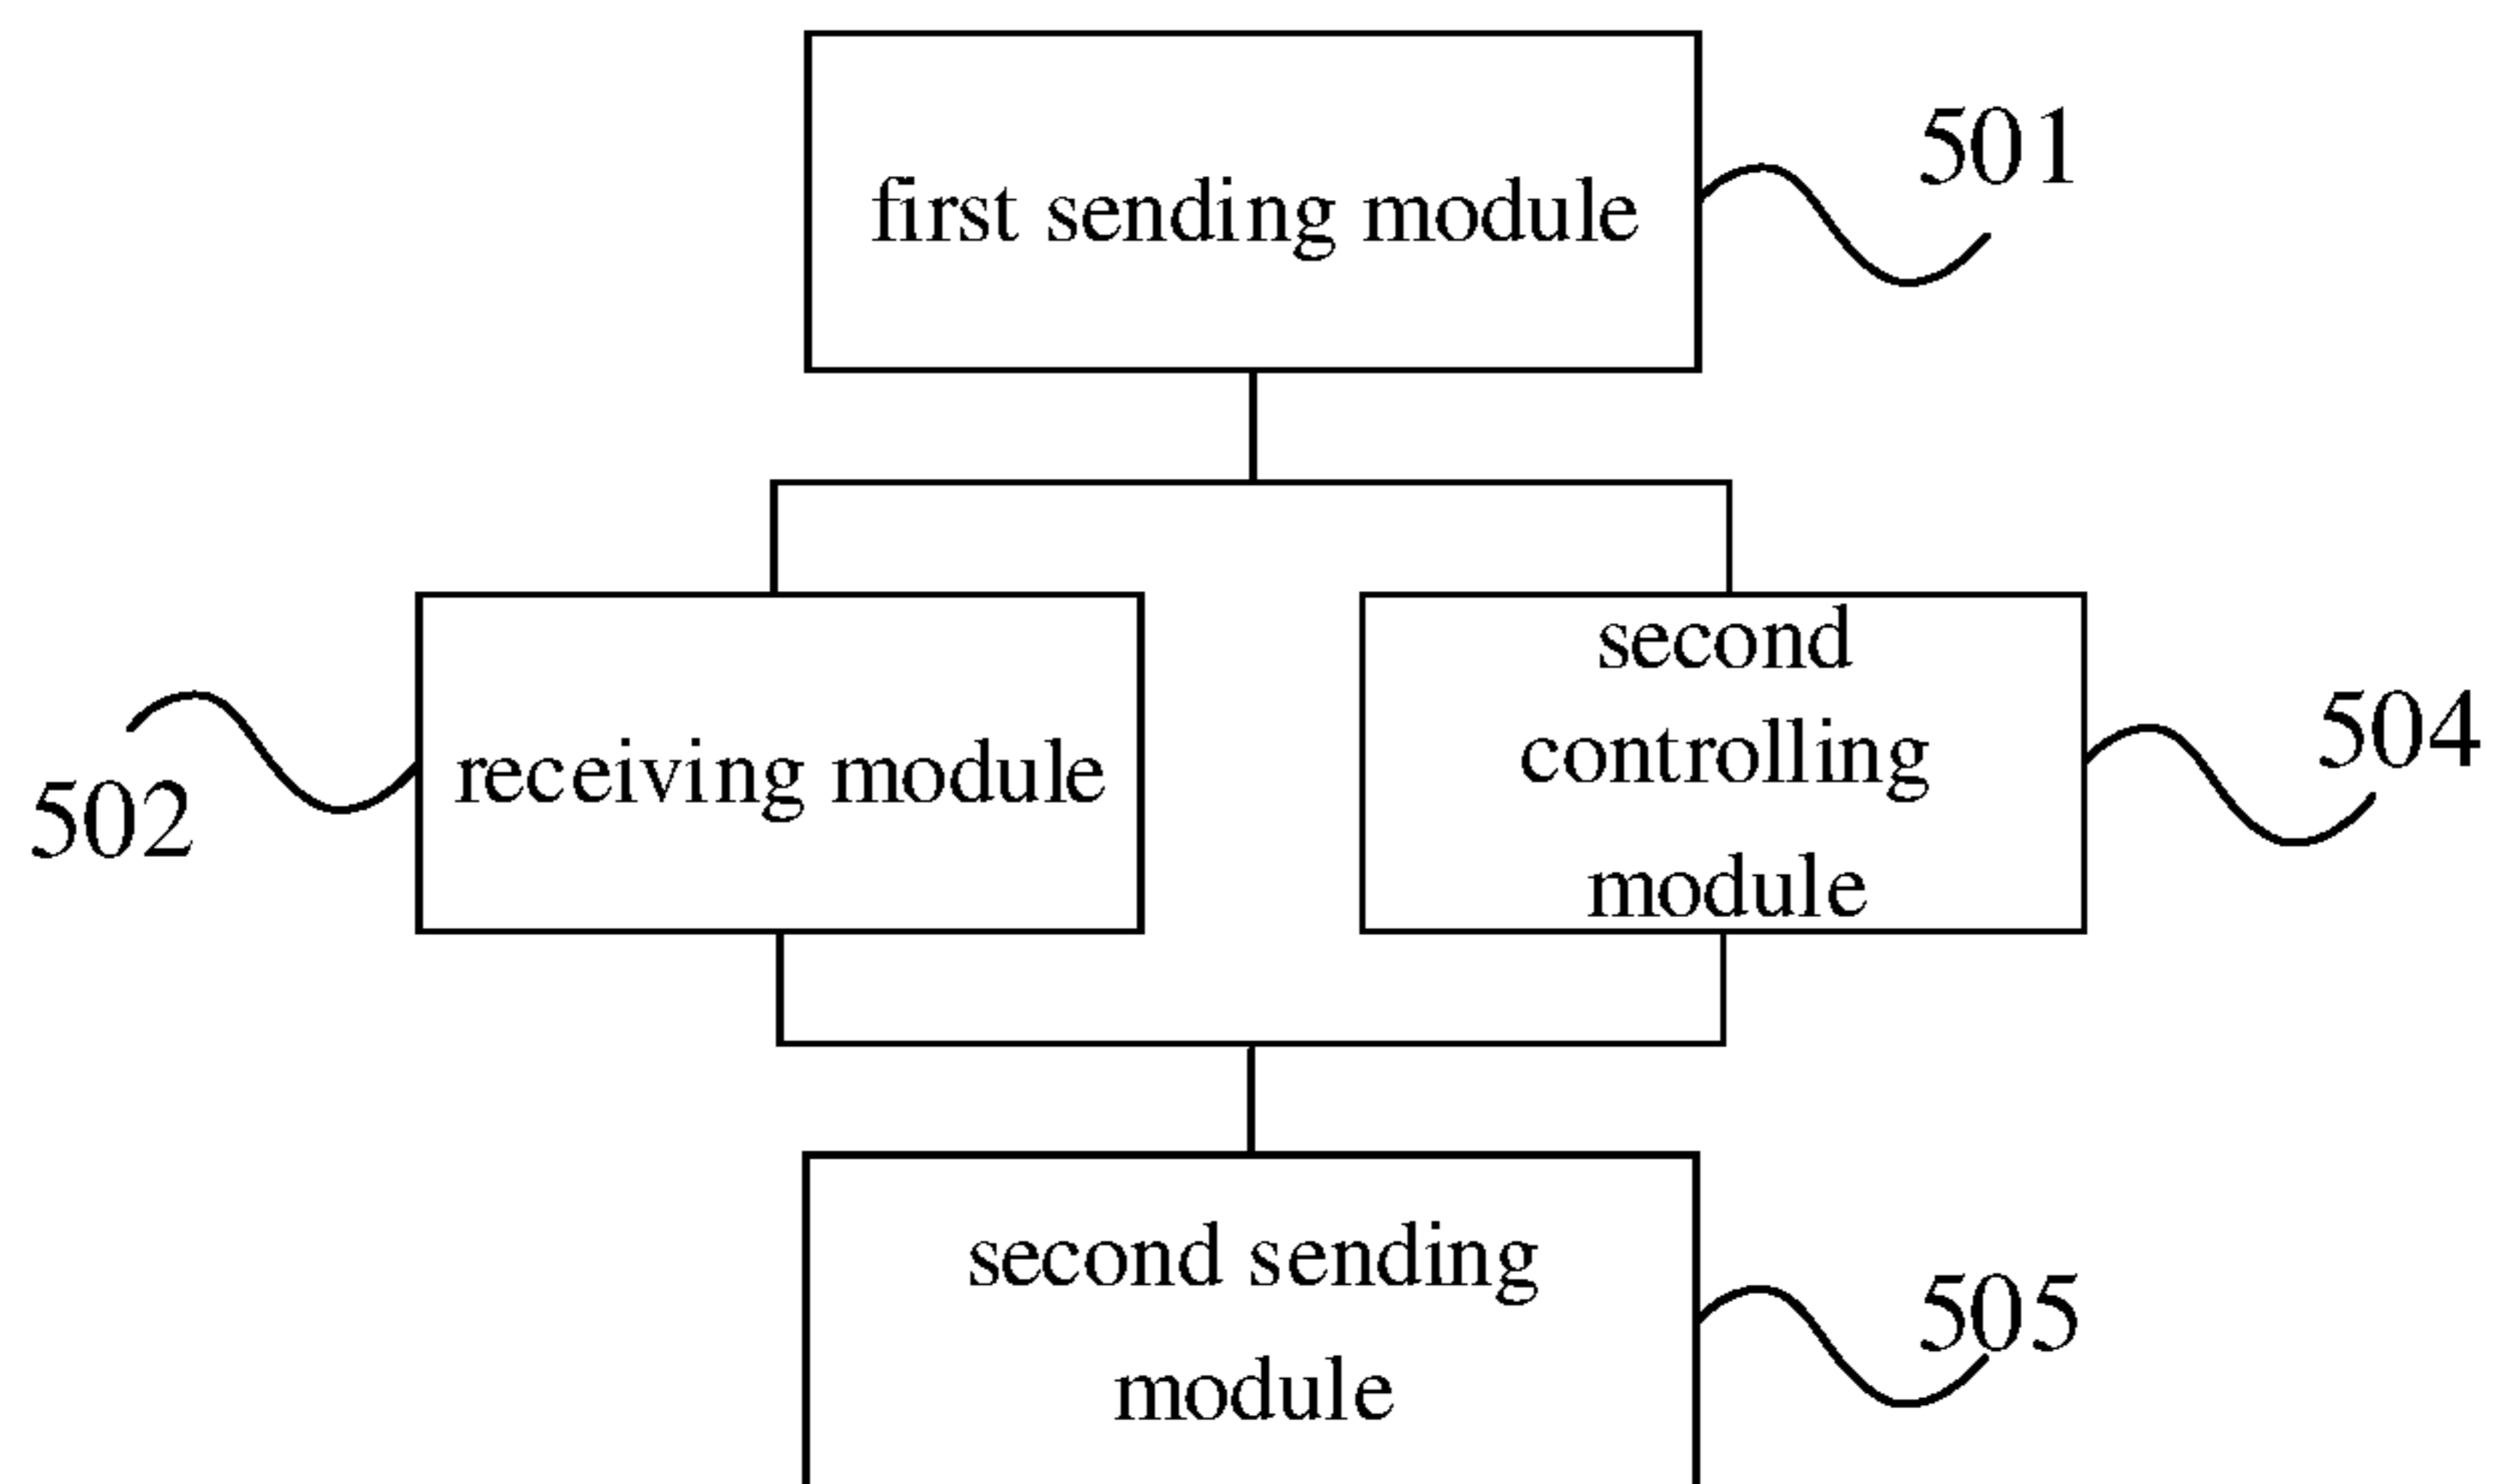 first sending module
501
receiving module
502
second
controlling
module
504
second sending
module
505